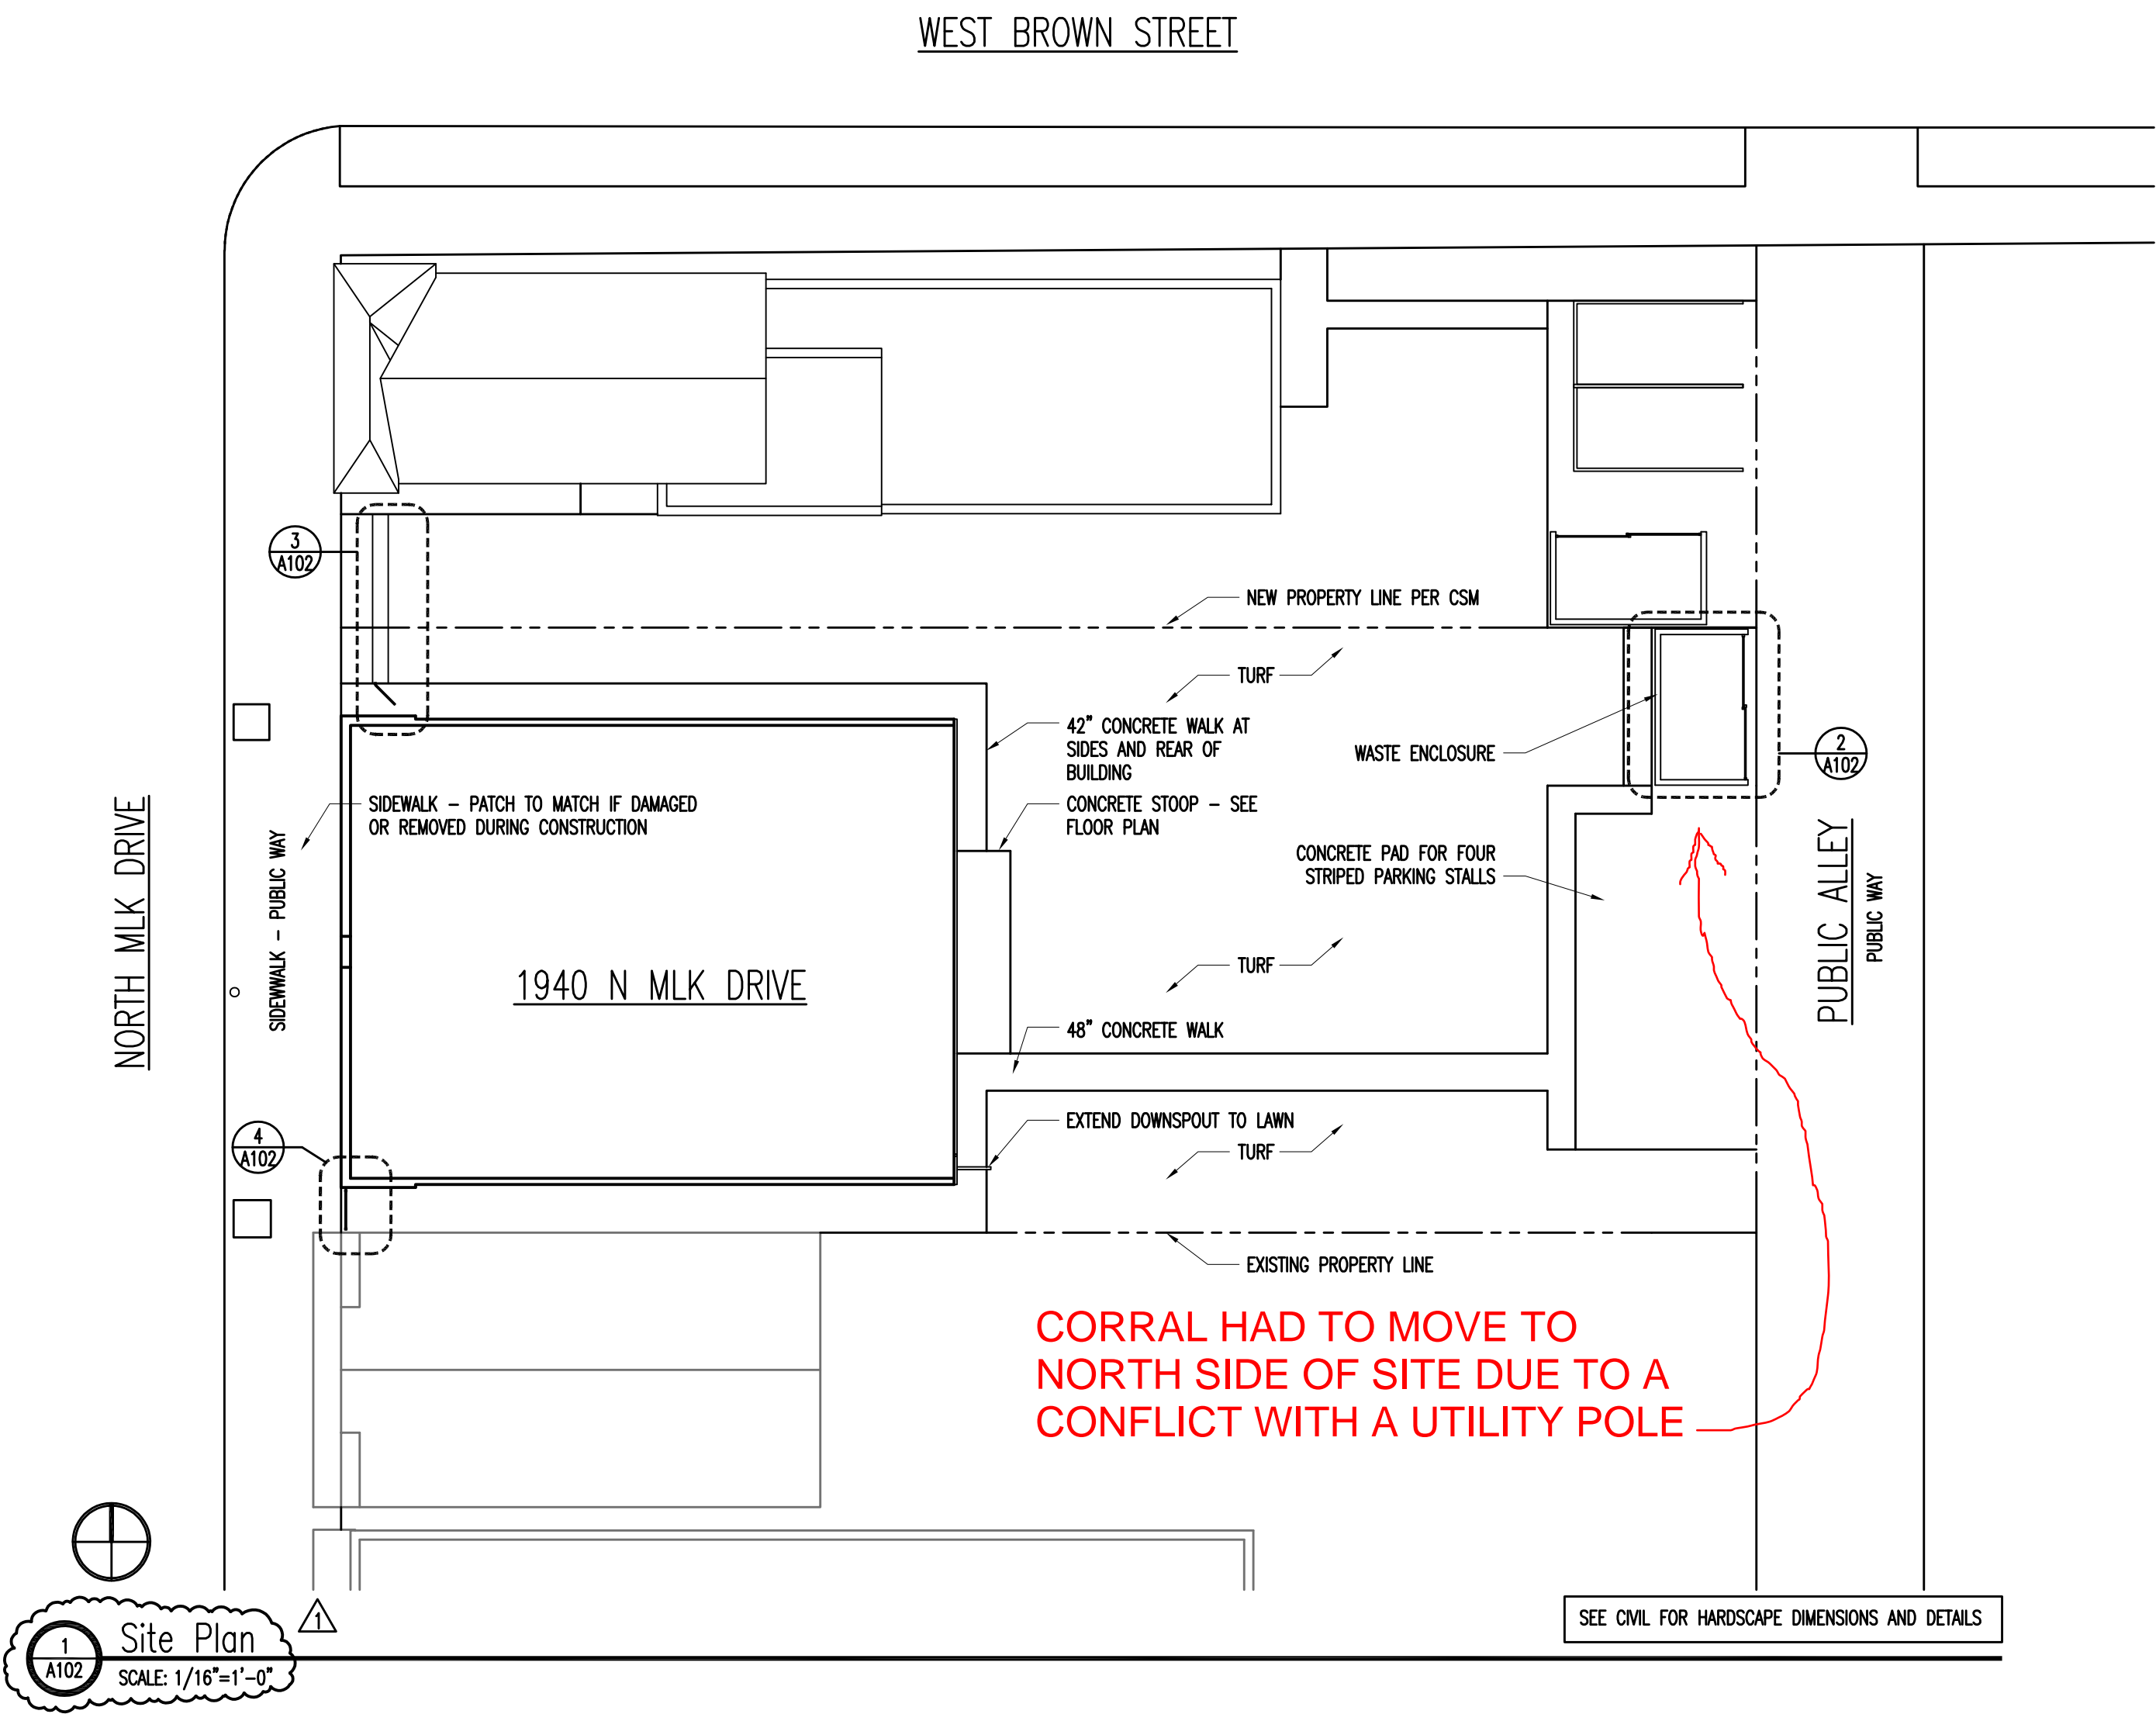 WEST BROWN STREET
3
A102
NEW PROPERTY LINE PER CSM
TURF
42" CONCRETE WALK AT
SIDES AND REAR OF
BUILDING
WASTE ENCLOSURE
2
A102
SIDEWALK - PATCH TO MATCH IF DAMAGED
OR REMOVED DURING CONSTRUCTION
CONCRETE STOOP - SEE
FLOOR PLAN
CONCRETE PAD FOR FOUR
STRIPED PARKING STALLS
NORTH MLK DRIVE
SIDEWWALK - PUBLIC WAY
PUBLIC ALLEY
PUBLIC WAY
1940 N MLK DRIVE
TURF
48" CONCRETE WALK
EXTEND DOWNSPOUT TO LAWN
4
A102
TURF
EXISTING PROPERTY LINE
CORRAL HAD TO MOVE TO
NORTH SIDE OF SITE DUE TO A
CONFLICT WITH A UTILITY POLE
1
SEE CIVIL FOR HARDSCAPE DIMENSIONS AND DETAILS
1
A102
Site Plan
SCALE: 1/16"=1'-0"